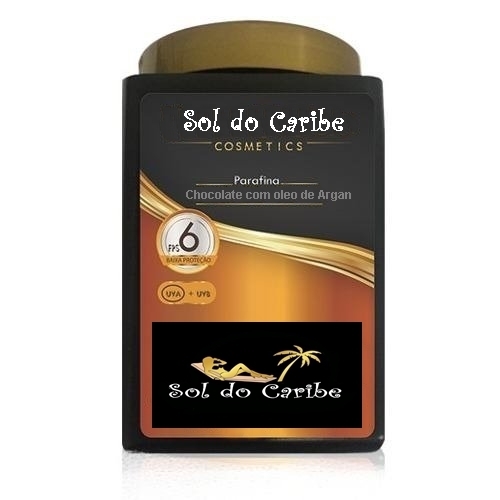 Sol do Caribe
COSMETICS
Parafina
Chocolate com oleo de Argan
FPS 6
BAIXA PROTEÇÃO
UVA + UVB
Sol do Caribe